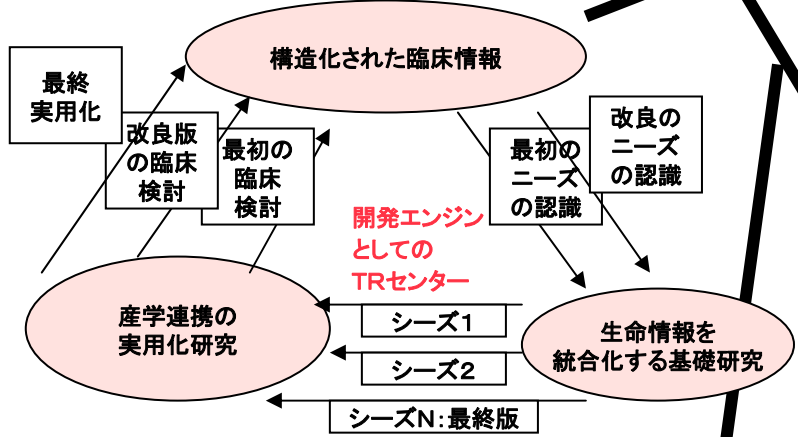 構造化された臨床情報
最終
実用化
改良版
の臨床
検討
最初の
臨床
検討
最初の
ニーズ
の認識
改良の
ニーズ
の認識
開発エンジン
としての
TRセンター
産学連携の
実用化研究
シーズ1
シーズ2
シーズN:最終版
生命情報を
統合化する基礎研究